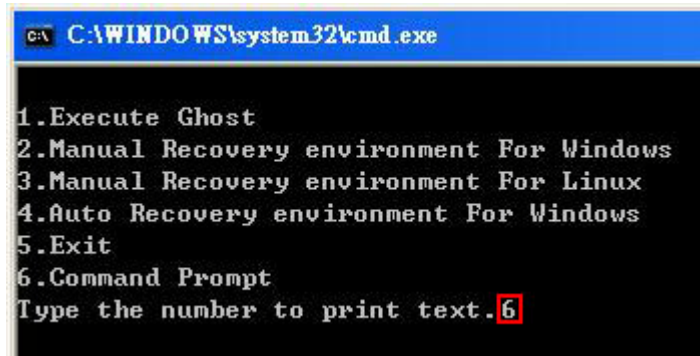 C:\WINDOWS\system32\cmd.exe
1.Execute Ghost
2.Manual Recovery environment For Windows
3.Manual Recovery environment For Linux
4.Auto Recovery environment For Windows
5.Exit
6.Command Prompt
Type the number to print text.6